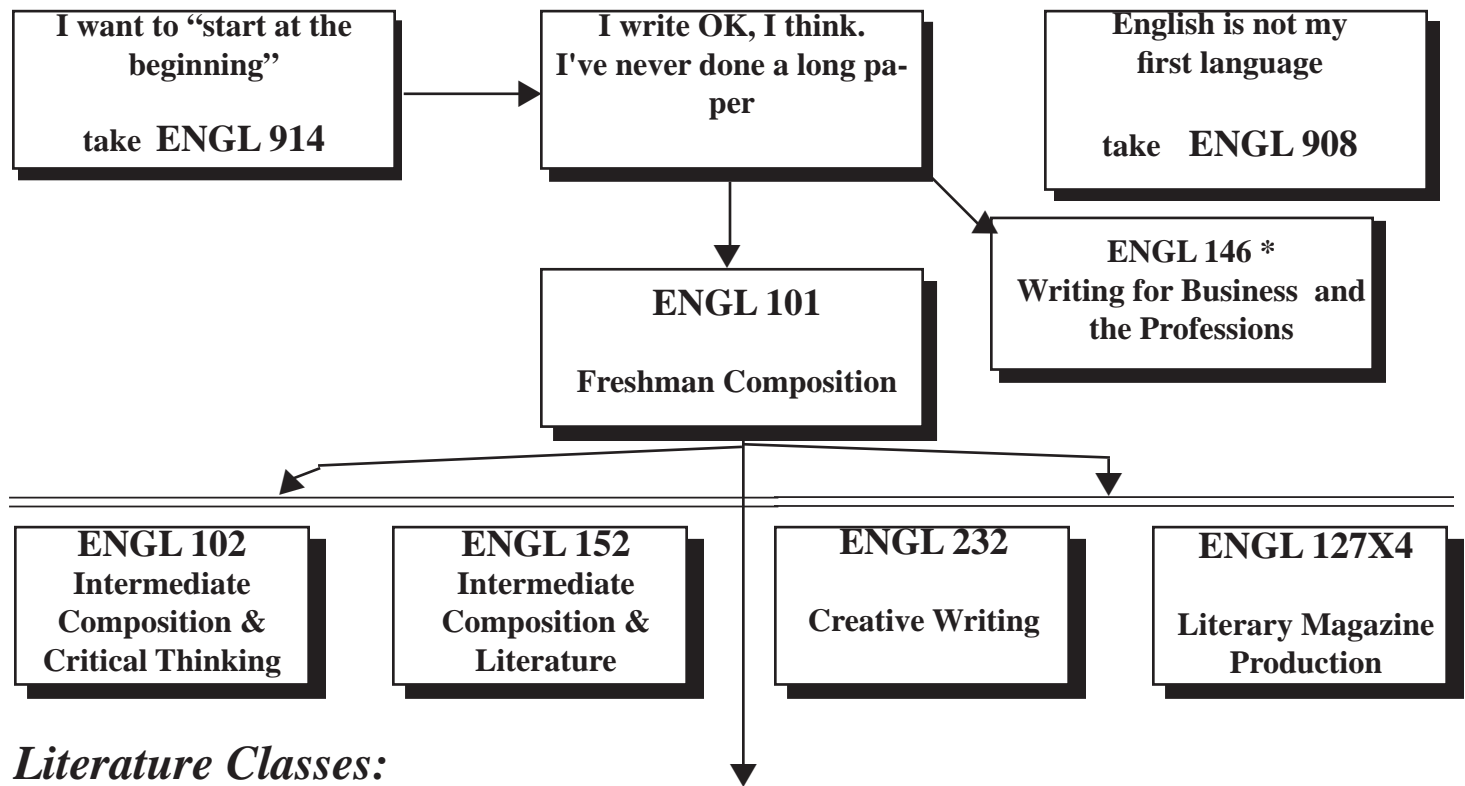 I want to “start at the
beginning”
take ENGL 914
I write OK, I think.
I've never done a long pa-
per
English is not my
first language
take ENGL 908
ENGL 146 *
Writing for Business and
the Professions
ENGL 101
Freshman Composition
ENGL 102
Intermediate
Composition &
Critical Thinking
ENGL 152
Intermediate
Composition &
Literature
ENGL 232
Creative Writing
ENGL 127X4
Literary Magazine
Production
Literature Classes: